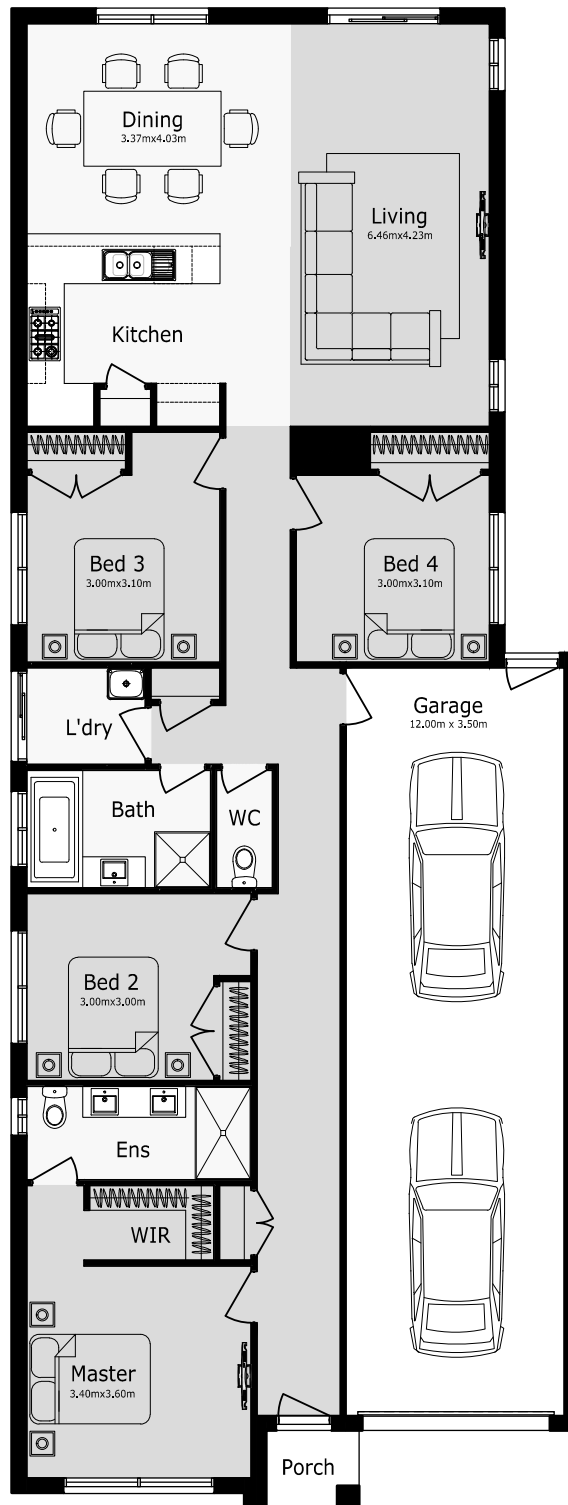 Dining
3.37mx4.03m
Living
6.46mx4.23m
Kitchen
Bed 3
3.00mx3.10m
Bed 4
3.00mx3.10m
L'dry
Garage
12.00m x 3.50m
Bath
WC
Bed 2
3.00mx3.00m
Ens
WIR
Master
3.40mx3.60m
Porch